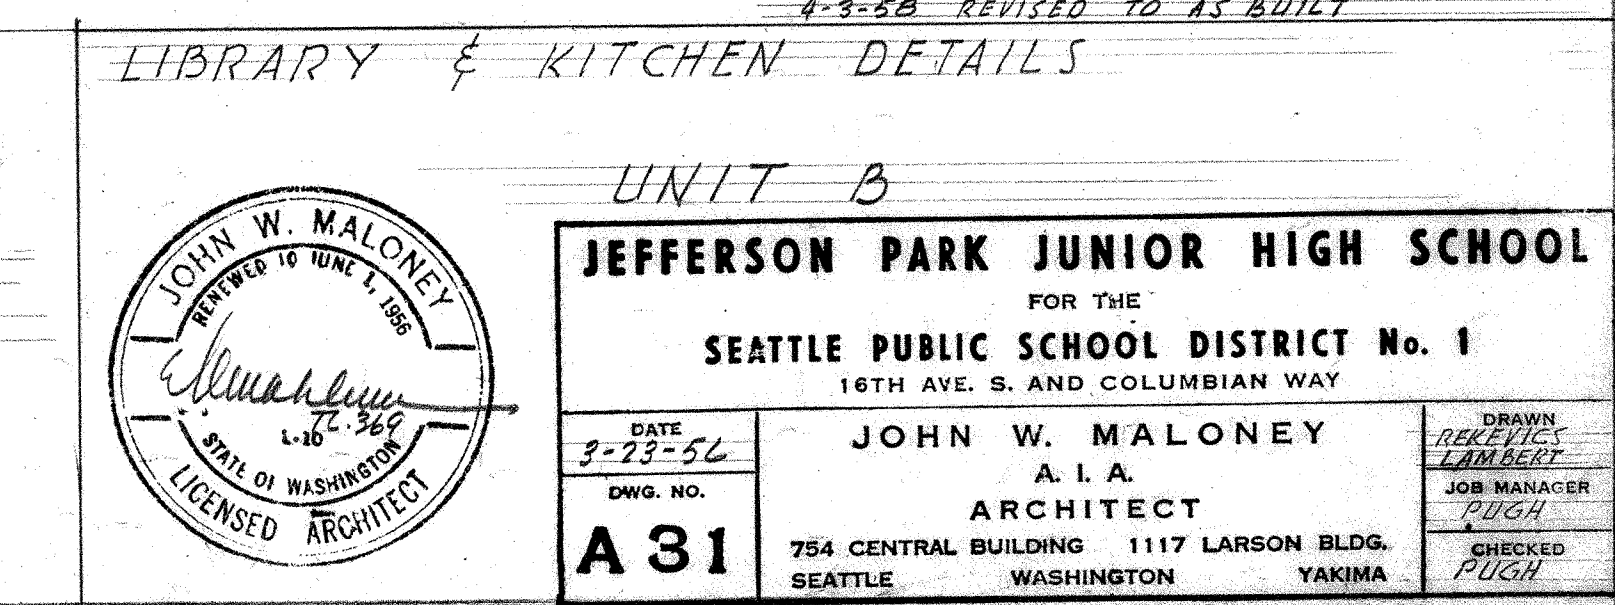 4-3-58 REVISED TO AS BUILT
LIBRARY & KITCHEN DETAILS
UNIT B
JOHN W. MALONEY
RENEWED TO JUNE 1, 1956
L-10
STATE OF WASHINGTON
LICENSED ARCHITECT
JEFFERSON PARK JUNIOR HIGH SCHOOL
FOR THE
SEATTLE PUBLIC SCHOOL DISTRICT No. 1
16TH AVE. S. AND COLUMBIAN WAY
DATE
3-23-56
DWG. NO.
A 31
JOHN W. MALONEY
A. I. A.
ARCHITECT
754 CENTRAL BUILDING 1117 LARSON BLDG.
SEATTLE WASHINGTON YAKIMA
DRAWN
REKEVICS
LAMBERT
JOB MANAGER
PUGH
CHECKED
PUGH